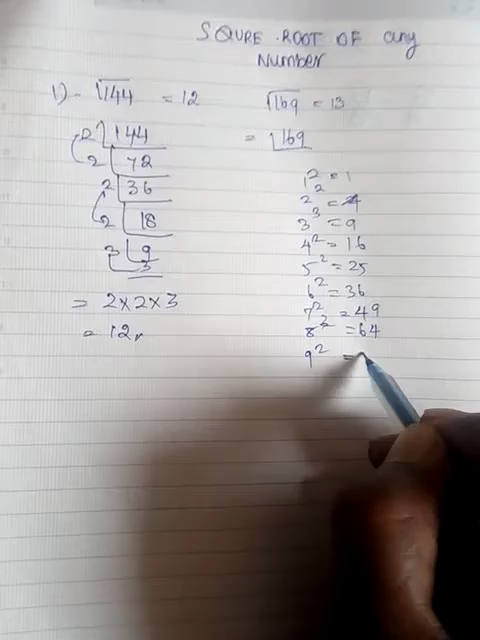 SQURE ROOT OF any
Number
1) - √144 = 12
2 144
2 72
2 36
2 18
3 9
3
= 2×2×3
= 12
√169 = 13
= 169
1² = 1
2² = 4
3³ = 9
4² = 16
5² = 25
6² = 36
7² = 49
8² = 64
9² =